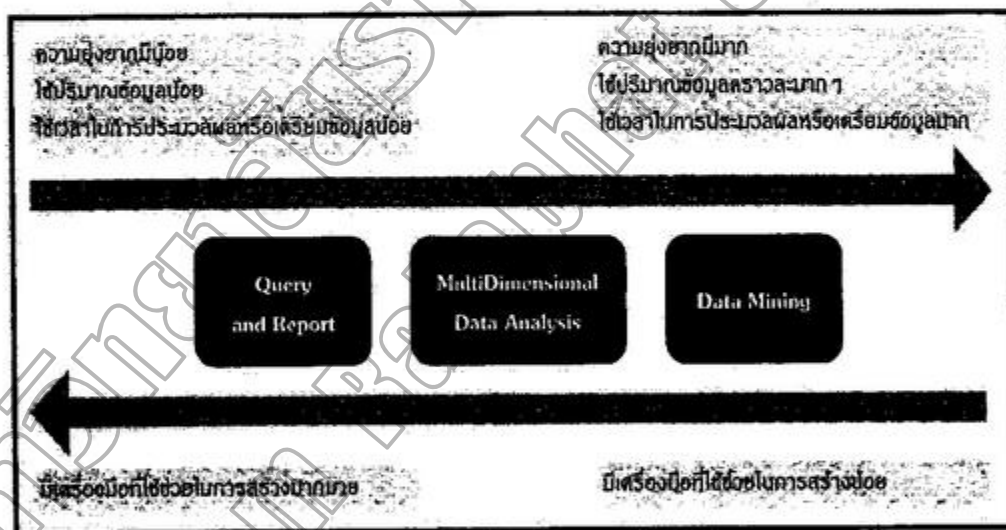 ความยุ่งยากมีน้อย
ใช้ปริมาณข้อมูลน้อย
ใช้เวลาในการประมวลผลหรือเตรียมข้อมูลน้อย
ความยุ่งยากมีมาก
ใช้ปริมาณข้อมูลคราวละมาก ๆ
ใช้เวลาในการประมวลผลหรือเตรียมข้อมูลมาก
Query
and Report
MultiDimensional
Data Analysis
Data Mining
มีเครื่องมือที่ใช้ช่วยในการสร้างมากมาย
มีเครื่องมือที่ใช้ช่วยในการสร้างน้อย